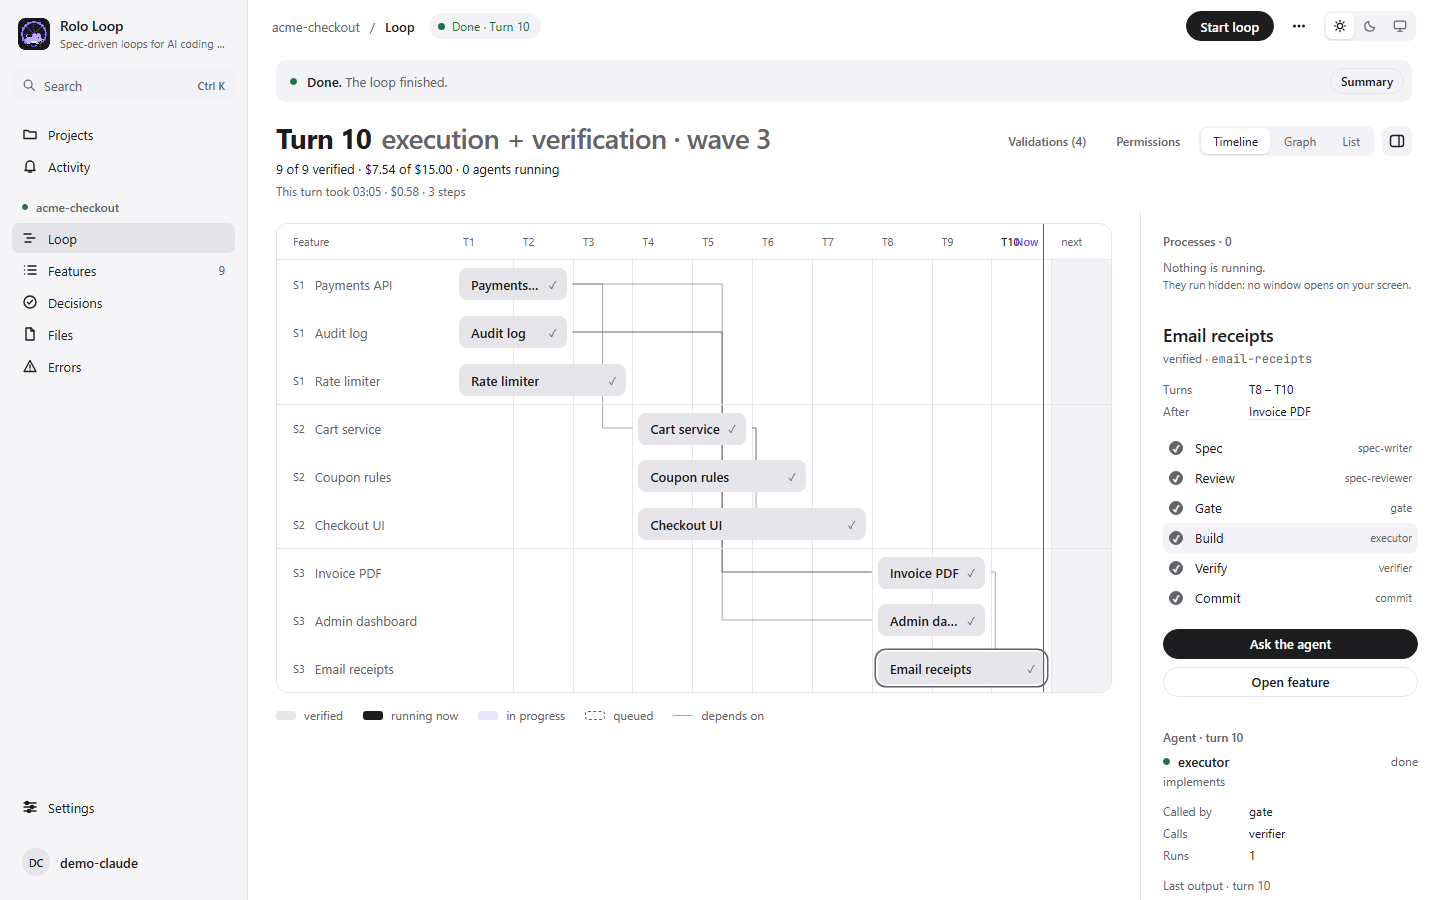 Rolo Loop
Spec-driven loops for AI coding ...
Search Ctrl K
Projects
Activity
acme-checkout
Loop
Features 9
Decisions
Files
Errors
Settings
DC demo-claude
acme-checkout / Loop Done · Turn 10
Start loop
Done. The loop finished. Summary
Turn 10 execution + verification · wave 3
9 of 9 verified · $7.54 of $15.00 · 0 agents running
This turn took 03:05 · $0.58 · 3 steps
Validations (4) Permissions Timeline Graph List
Feature T1 T2 T3 T4 T5 T6 T7 T8 T9 T10 Now next
S1 Payments API Payments... ✓
S1 Audit log Audit log ✓
S1 Rate limiter Rate limiter ✓
S2 Cart service Cart service ✓
S2 Coupon rules Coupon rules ✓
S2 Checkout UI Checkout UI ✓
S3 Invoice PDF Invoice PDF ✓
S3 Admin dashboard Admin da... ✓
S3 Email receipts Email receipts ✓
verified running now in progress queued depends on
Processes · 0
Nothing is running.
They run hidden: no window opens on your screen.
Email receipts
verified · email-receipts
Turns T8 – T10
After Invoice PDF
Spec spec-writer
Review spec-reviewer
Gate gate
Build executor
Verify verifier
Commit commit
Ask the agent
Open feature
Agent · turn 10
executor done
implements
Called by gate
Calls verifier
Runs 1
Last output · turn 10